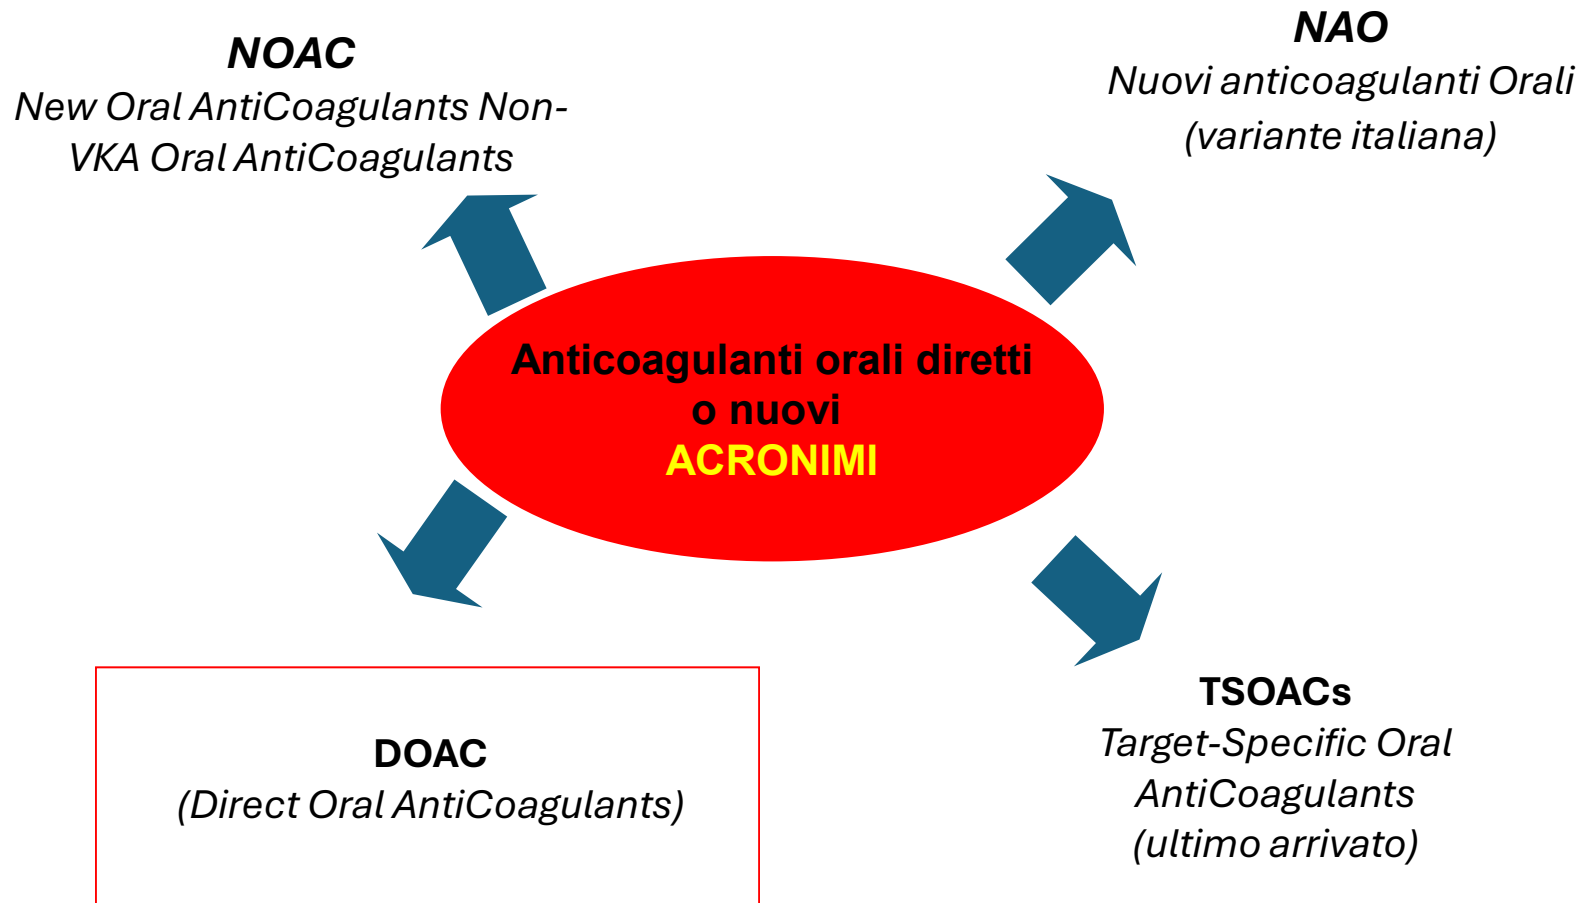 NOAC
New Oral AntiCoagulants Non-
VKA Oral AntiCoagulants
NAO
Nuovi anticoagulanti Orali
(variante italiana)
Anticoagulanti orali diretti
o nuovi
ACRONIMI
DOAC
(Direct Oral AntiCoagulants)
TSOACs
Target-Specific Oral
AntiCoagulants
(ultimo arrivato)